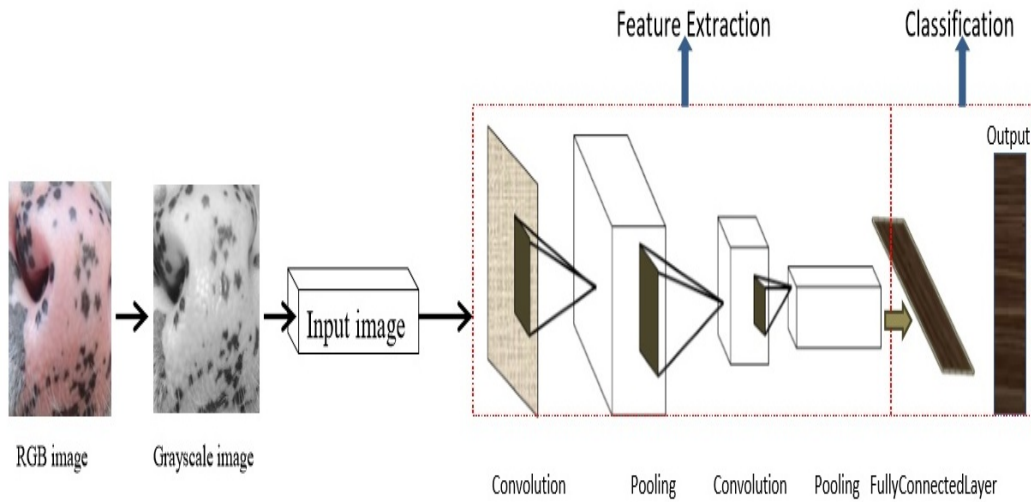 Feature Extraction
Classification
Output
Input image
RGB image
Grayscale image
Convolution
Pooling
Convolution
Pooling
FullyConnectedLayer